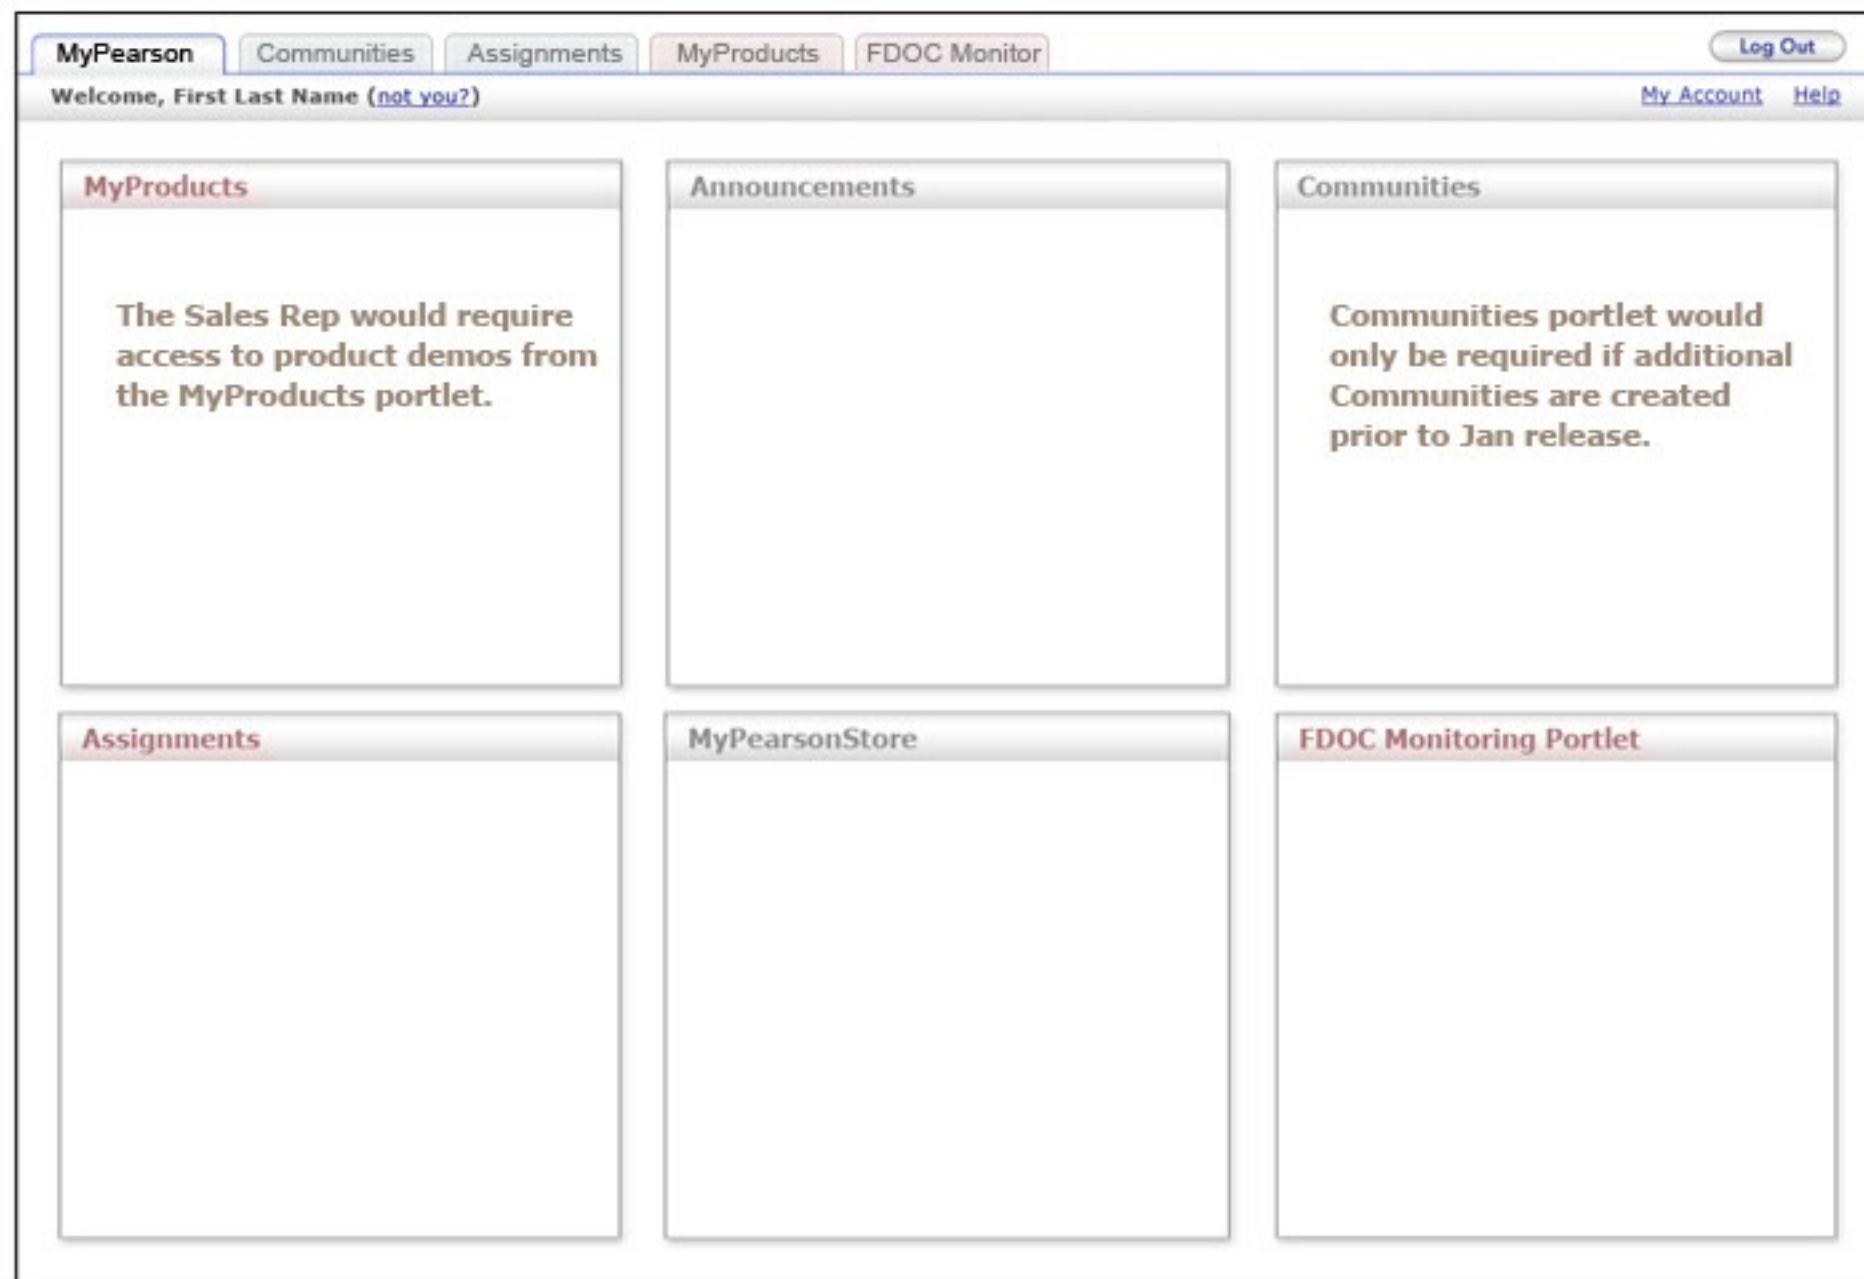 MyPearson Communities Assignments MyProducts FDOC Monitor Log Out
Welcome, First Last Name (not you?) My Account Help
MyProducts
The Sales Rep would require
access to product demos from
the MyProducts portlet.
Announcements
Communities
Communities portlet would
only be required if additional
Communities are created
prior to Jan release.
Assignments
MyPearsonStore
FDOC Monitoring Portlet